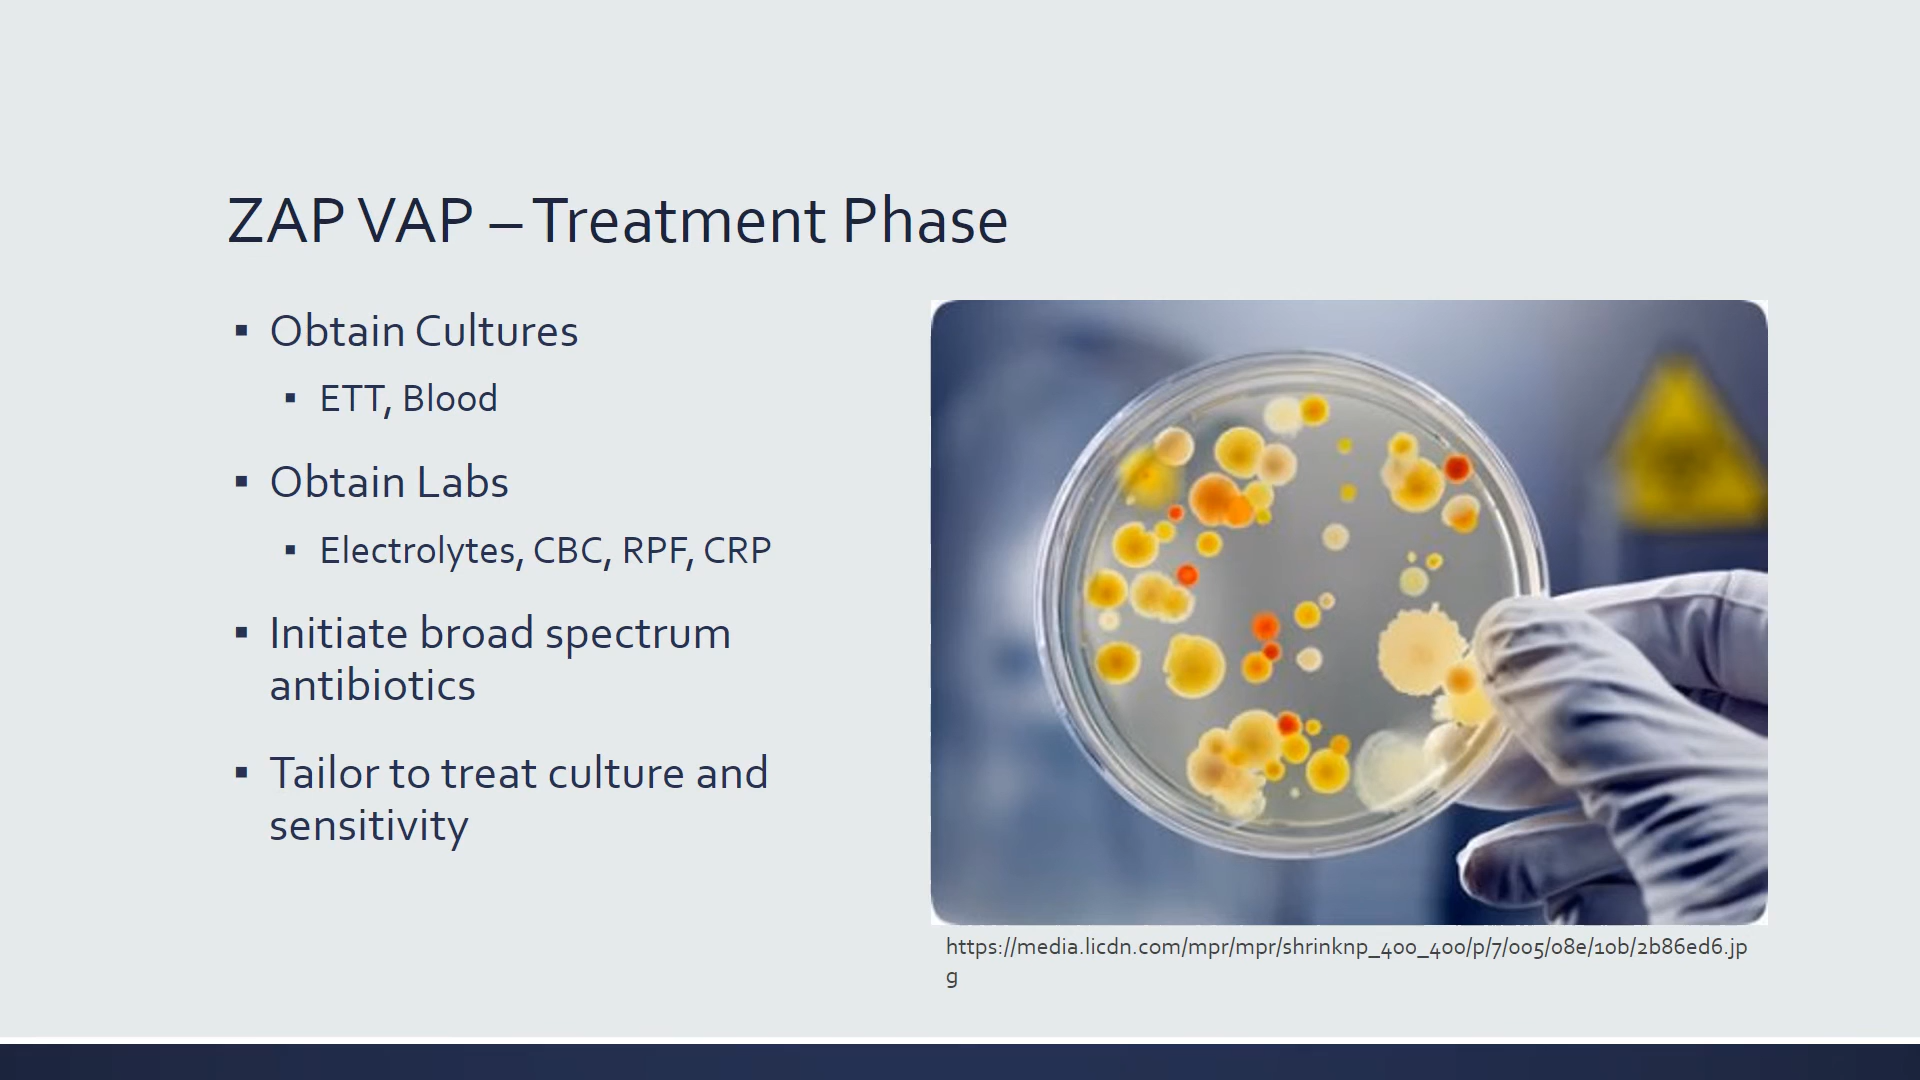 ZAP VAP – Treatment Phase
▪ Obtain Cultures
▪ ETT, Blood
▪ Obtain Labs
▪ Electrolytes, CBC, RPF, CRP
▪ Initiate broad spectrum
antibiotics
▪ Tailor to treat culture and
sensitivity
https://media.licdn.com/mpr/mpr/shrinknp_400_400/p/7/005/08e/10b/2b86ed6.jp
g